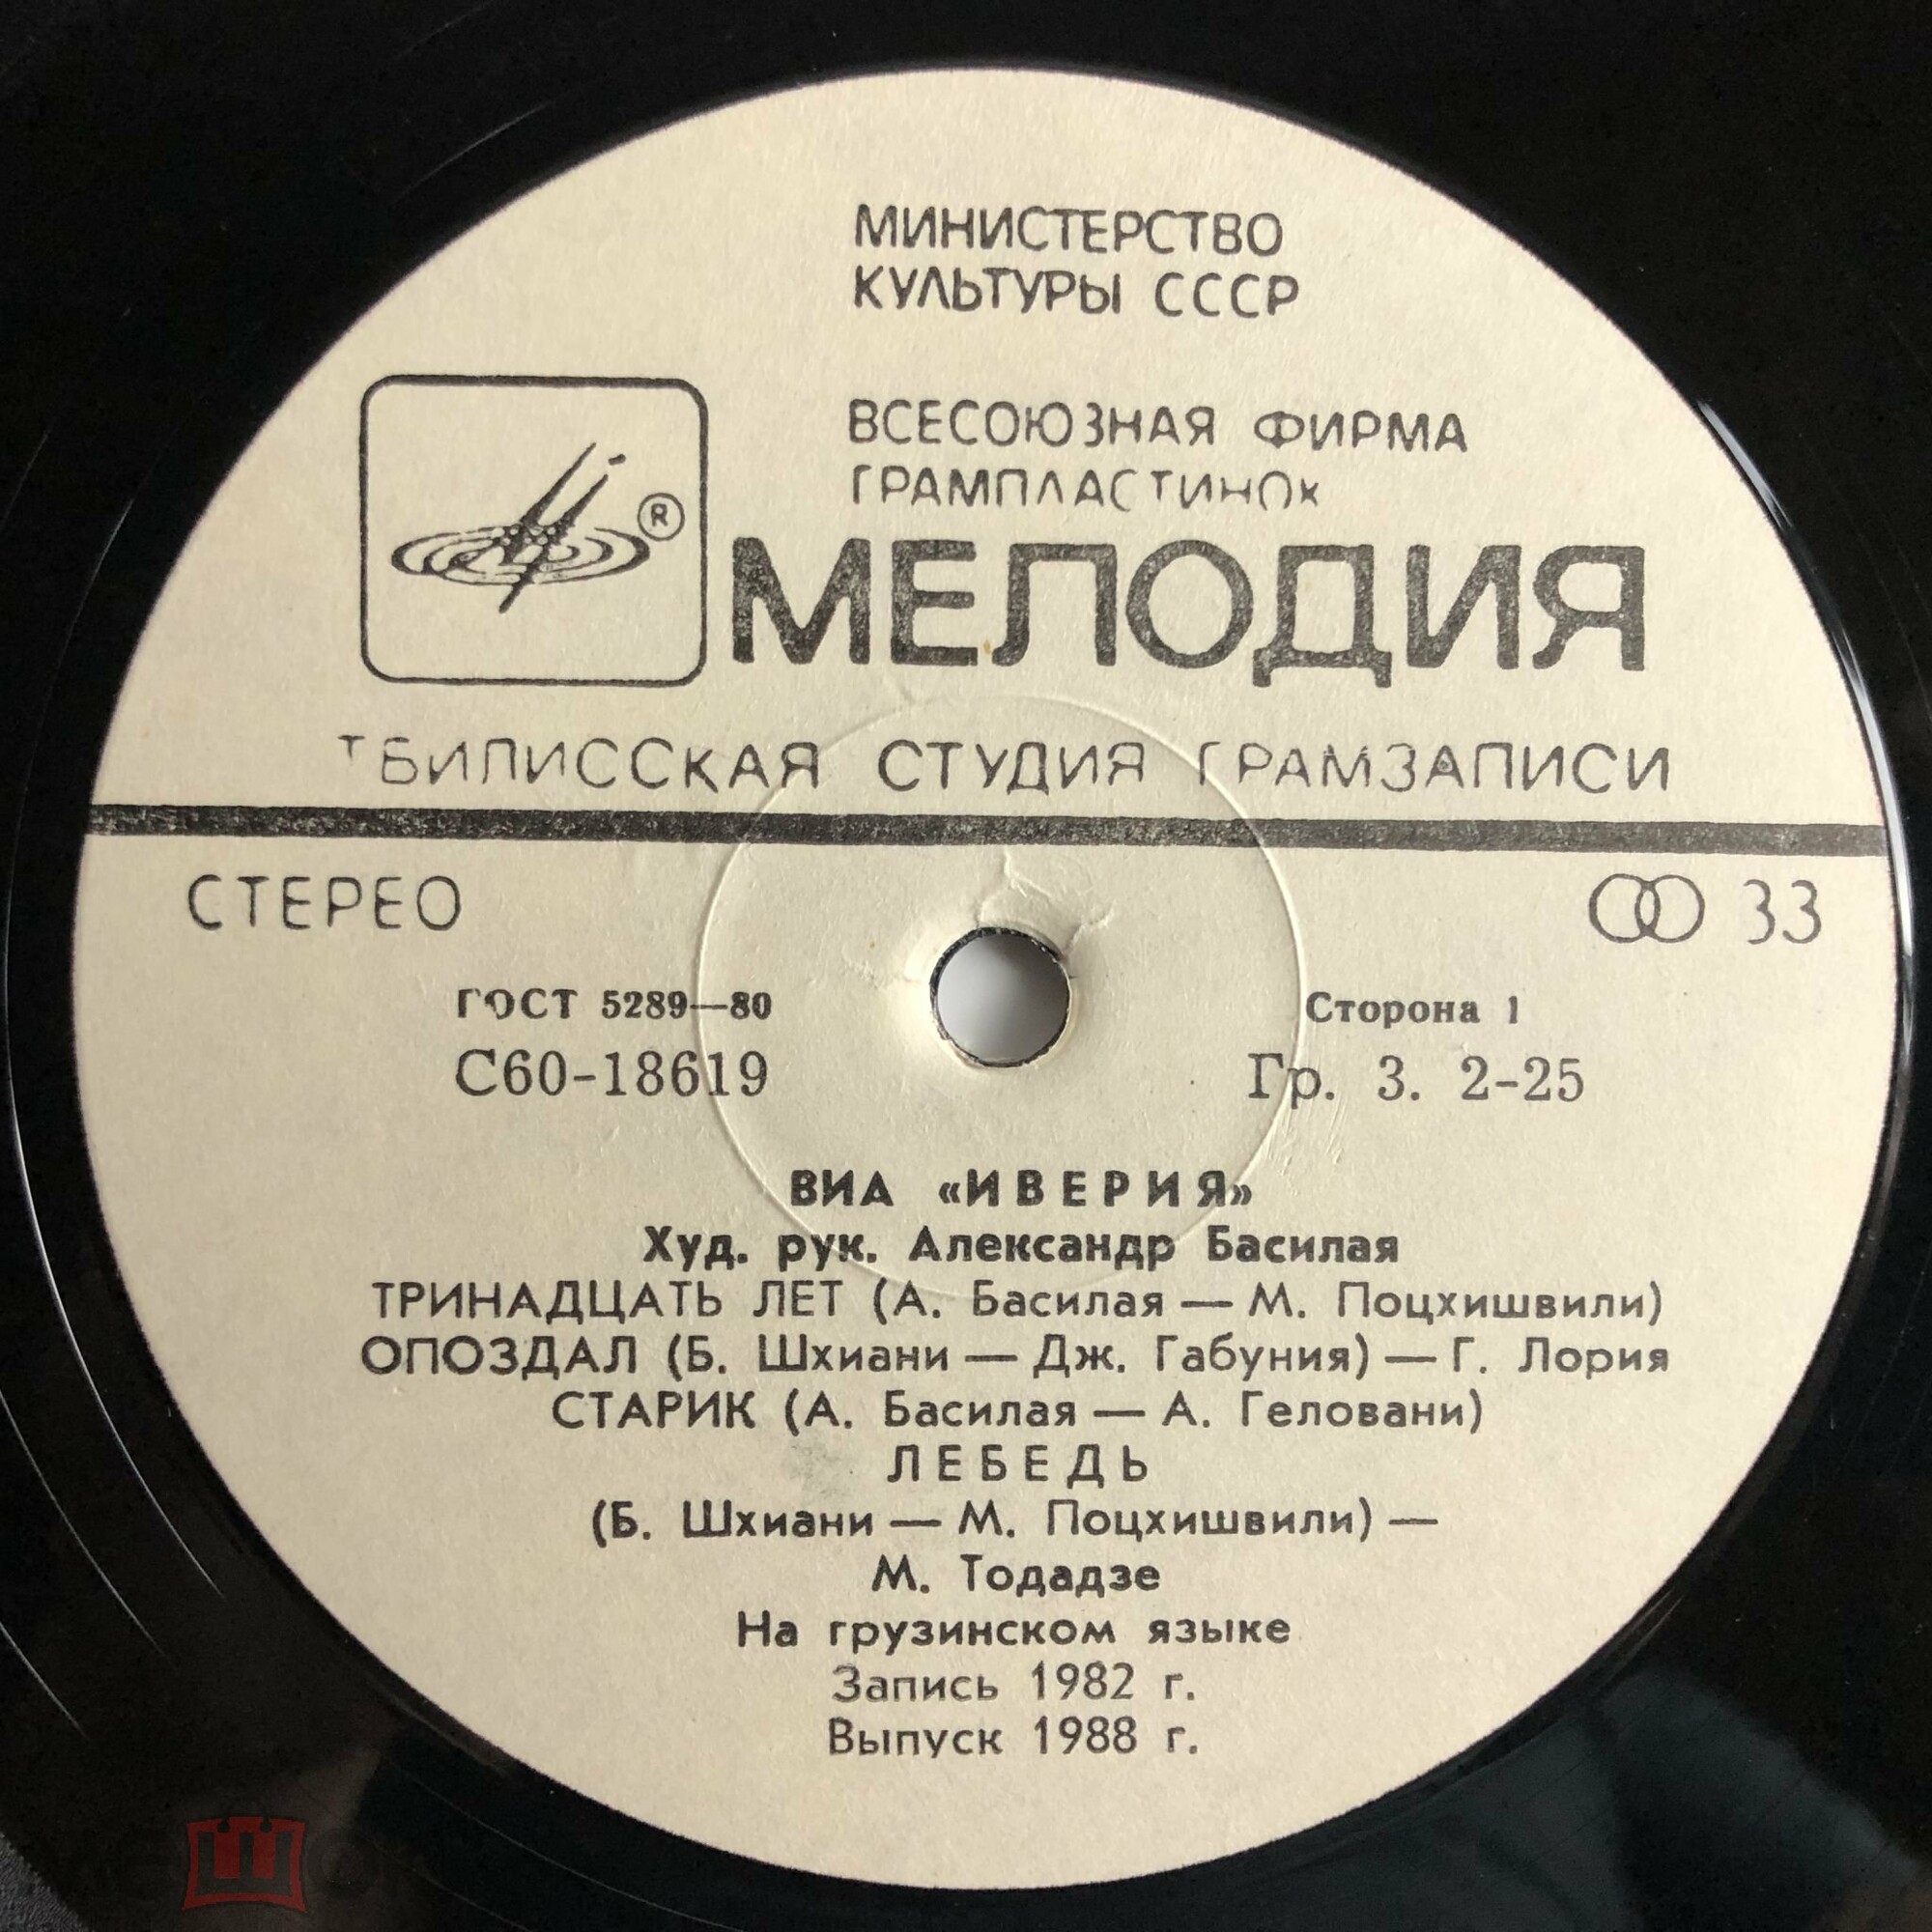 МИНИСТЕРСТВО
КУЛЬТУРЫ СССР
ВСЕСОЮЗНАЯ ФИРМА
ГРАМПЛАСТИНОК
®
МЕЛОДИЯ
ТБИЛИССКАЯ СТУДИЯ ГРАМЗАПИСИ
СТЕРЕО
33
ГОСТ 5289—80
Сторона 1
С60-18619
Гр. 3. 2-25
ВИА «ИВЕРИЯ»
Худ. рук. Александр Басилая
ТРИНАДЦАТЬ ЛЕТ (А. Басилая — М. Поцхишвили)
ОПОЗДАЛ (Б. Шхиани — Дж. Габуния) — Г. Лория
СТАРИК (А. Басилая — А. Геловани)
ЛЕБЕДЬ
(Б. Шхиани — М. Поцхишвили) —
М. Тодадзе
На грузинском языке
Запись 1982 г.
Выпуск 1988 г.